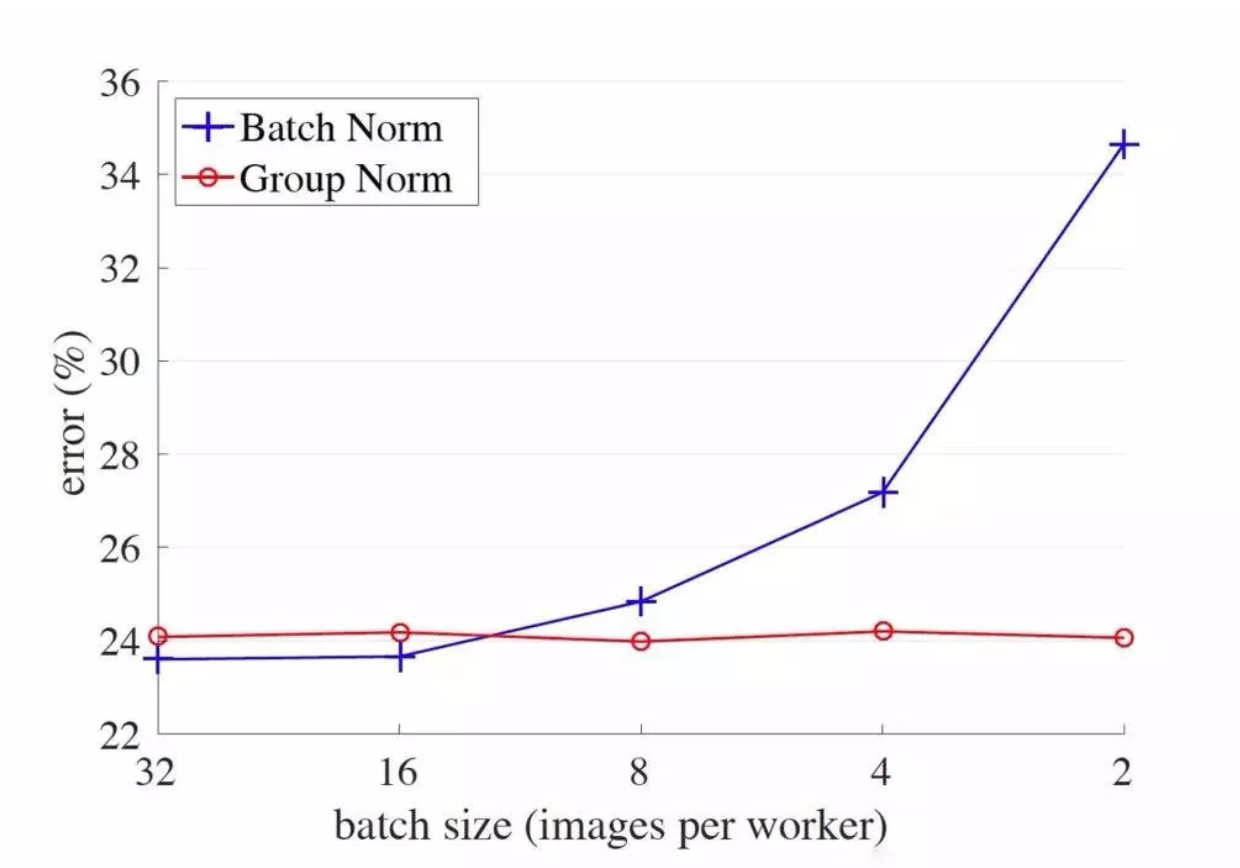 36
Batch Norm
Group Norm
34
32
30
28
26
24
22
error (%)
32 16 8 4 2
batch size (images per worker)